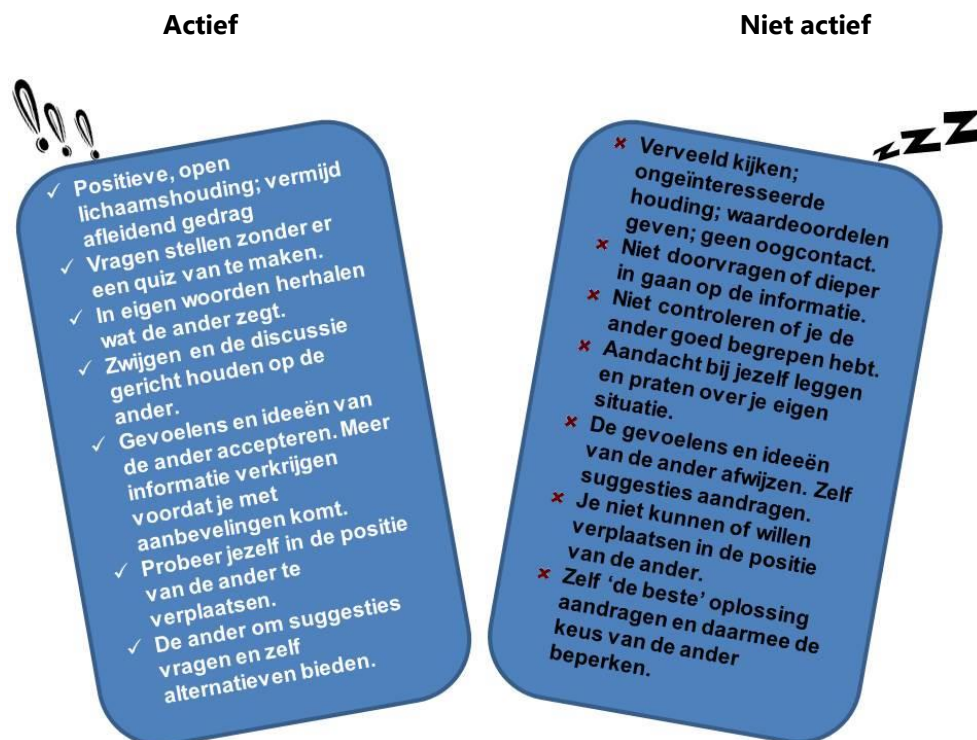 Actief
Niet actief
✓ Positieve, open
lichaamshouding; vermijd
afleidend gedrag
✓ Vragen stellen zonder er
een quiz van te maken.
✓ In eigen woorden herhalen
wat de ander zegt.
✓ Zwijgen en de discussie
gericht houden op de
ander.
✓ Gevoelens en ideeën van
de ander accepteren. Meer
informatie verkrijgen
voordat je met
aanbevelingen komt.
✓ Probeer jezelf in de positie
van de ander te
verplaatsen.
✓ De ander om suggesties
vragen en zelf
alternatieven bieden.
zzz
× Verveeld kijken;
ongeïnteresseerde
houding; waardeoordelen
geven; geen oogcontact.
× Niet doorvragen of dieper
in gaan op de informatie.
× Niet controleren of je de
ander goed begrepen hebt.
× Aandacht bij jezelf leggen
en praten over je eigen
situatie.
× De gevoelens en ideeën
van de ander afwijzen. Zelf
suggesties aandragen.
× Je niet kunnen of willen
verplaatsen in de positie
van de ander.
× Zelf ‘de beste’ oplossing
aandragen en daarmee de
keus van de ander
beperken.